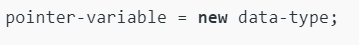 pointer-variable = new data-type;